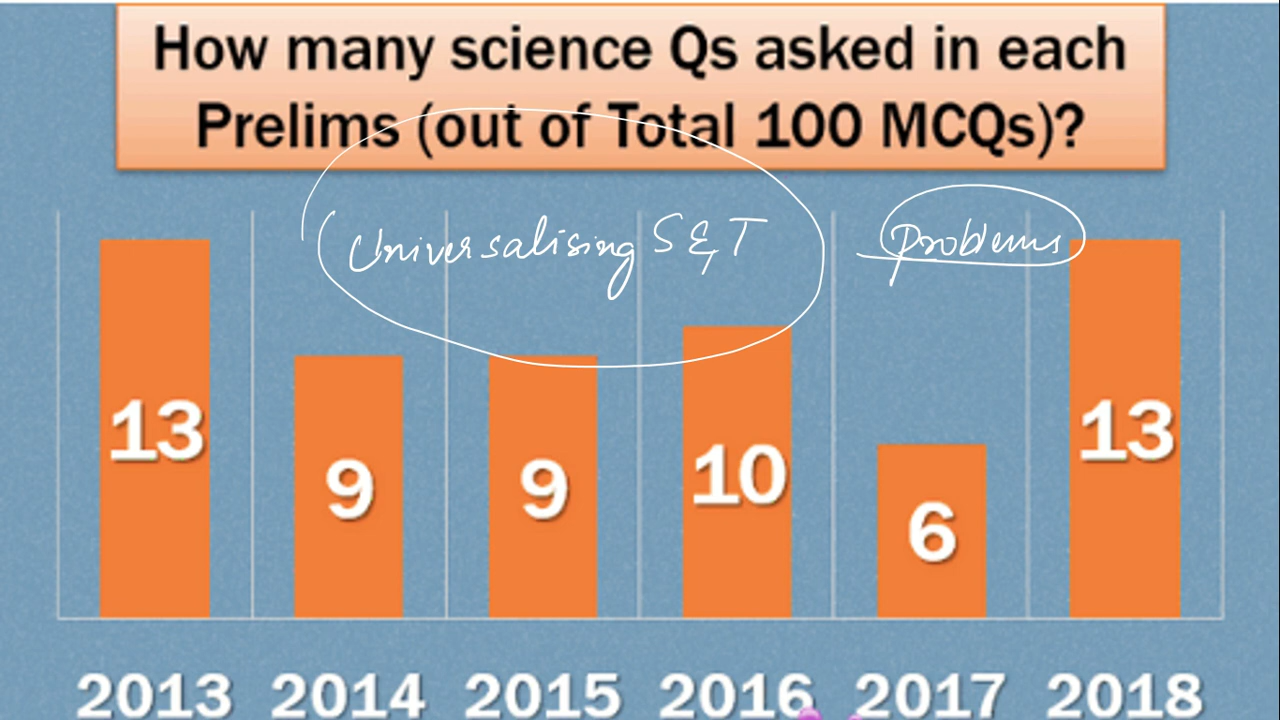 How many science Qs asked in each
Prelims (out of Total 100 MCQs)?
Universalising S&T problems
13 9 9 10 6 13
2013 2014 2015 2016 2017 2018